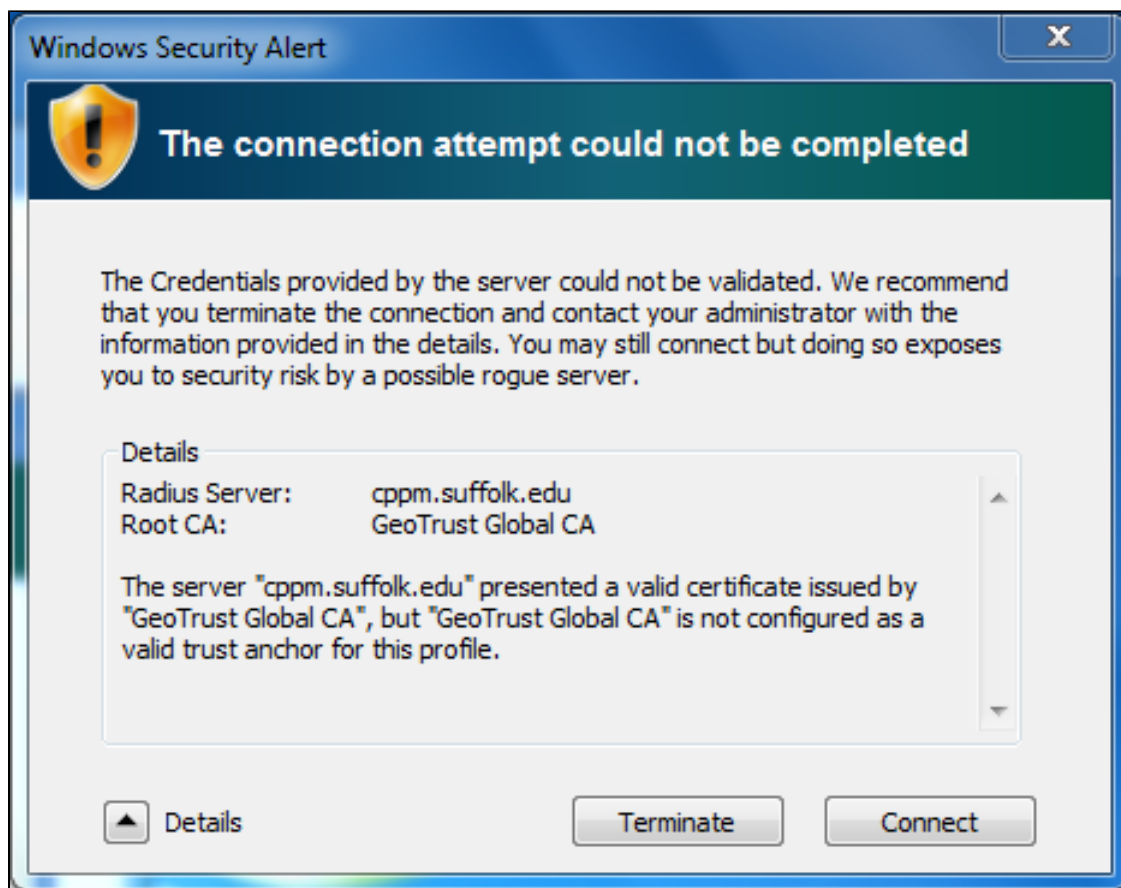 Windows Security Alert
The connection attempt could not be completed
The Credentials provided by the server could not be validated. We recommend
that you terminate the connection and contact your administrator with the
information provided in the details. You may still connect but doing so exposes
you to security risk by a possible rogue server.
Details
Radius Server: cppm.suffolk.edu
Root CA: GeoTrust Global CA
The server "cppm.suffolk.edu" presented a valid certificate issued by
"GeoTrust Global CA", but "GeoTrust Global CA" is not configured as a
valid trust anchor for this profile.
Details
Terminate
Connect